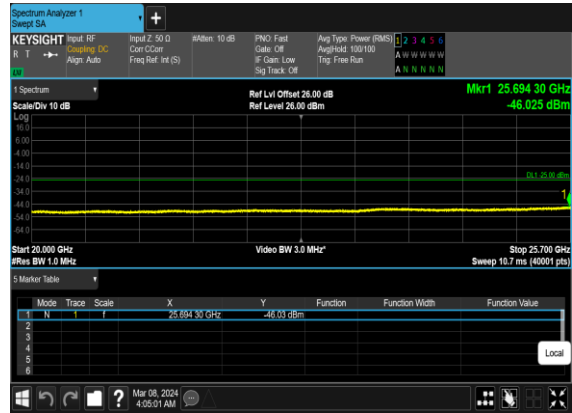 Spectrum Analyzer 1
Swept SA
+
KEYSIGHT Input: RF Input Z: 50 Ω #Atten: 10 dB PNO: Fast Avg Type: Power (RMS) 1 2 3 4 5 6
R T Coupling: DC Corr CCorr Gate: Off Avg|Hold: 100/100 A W W W W W
Align: Auto Freq Ref: Int (S) IF Gain: Low Trig: Free Run
Sig Track: Off A N N N N N
1 Spectrum Ref Lvl Offset 26.00 dB Mkr1 25.694 30 GHz
Scale/Div 10 dB Ref Level 26.00 dBm -46.025 dBm
Log
16.0
6.00
-4.00
-14.0
DL1 -25.00 dBm
-24.0
-34.0 1
-44.0
-54.0
-64.0
Start 20.000 GHz Video BW 3.0 MHz* Stop 25.700 GHz
#Res BW 1.0 MHz Sweep 10.7 ms (40001 pts)
5 Marker Table
Mode Trace Scale X Y Function Function Width Function Value
1 N 1 f 25.694 30 GHz -46.03 dBm
2
3
4
5
6
Local
? Mar 08, 2024
4:05:01 AM